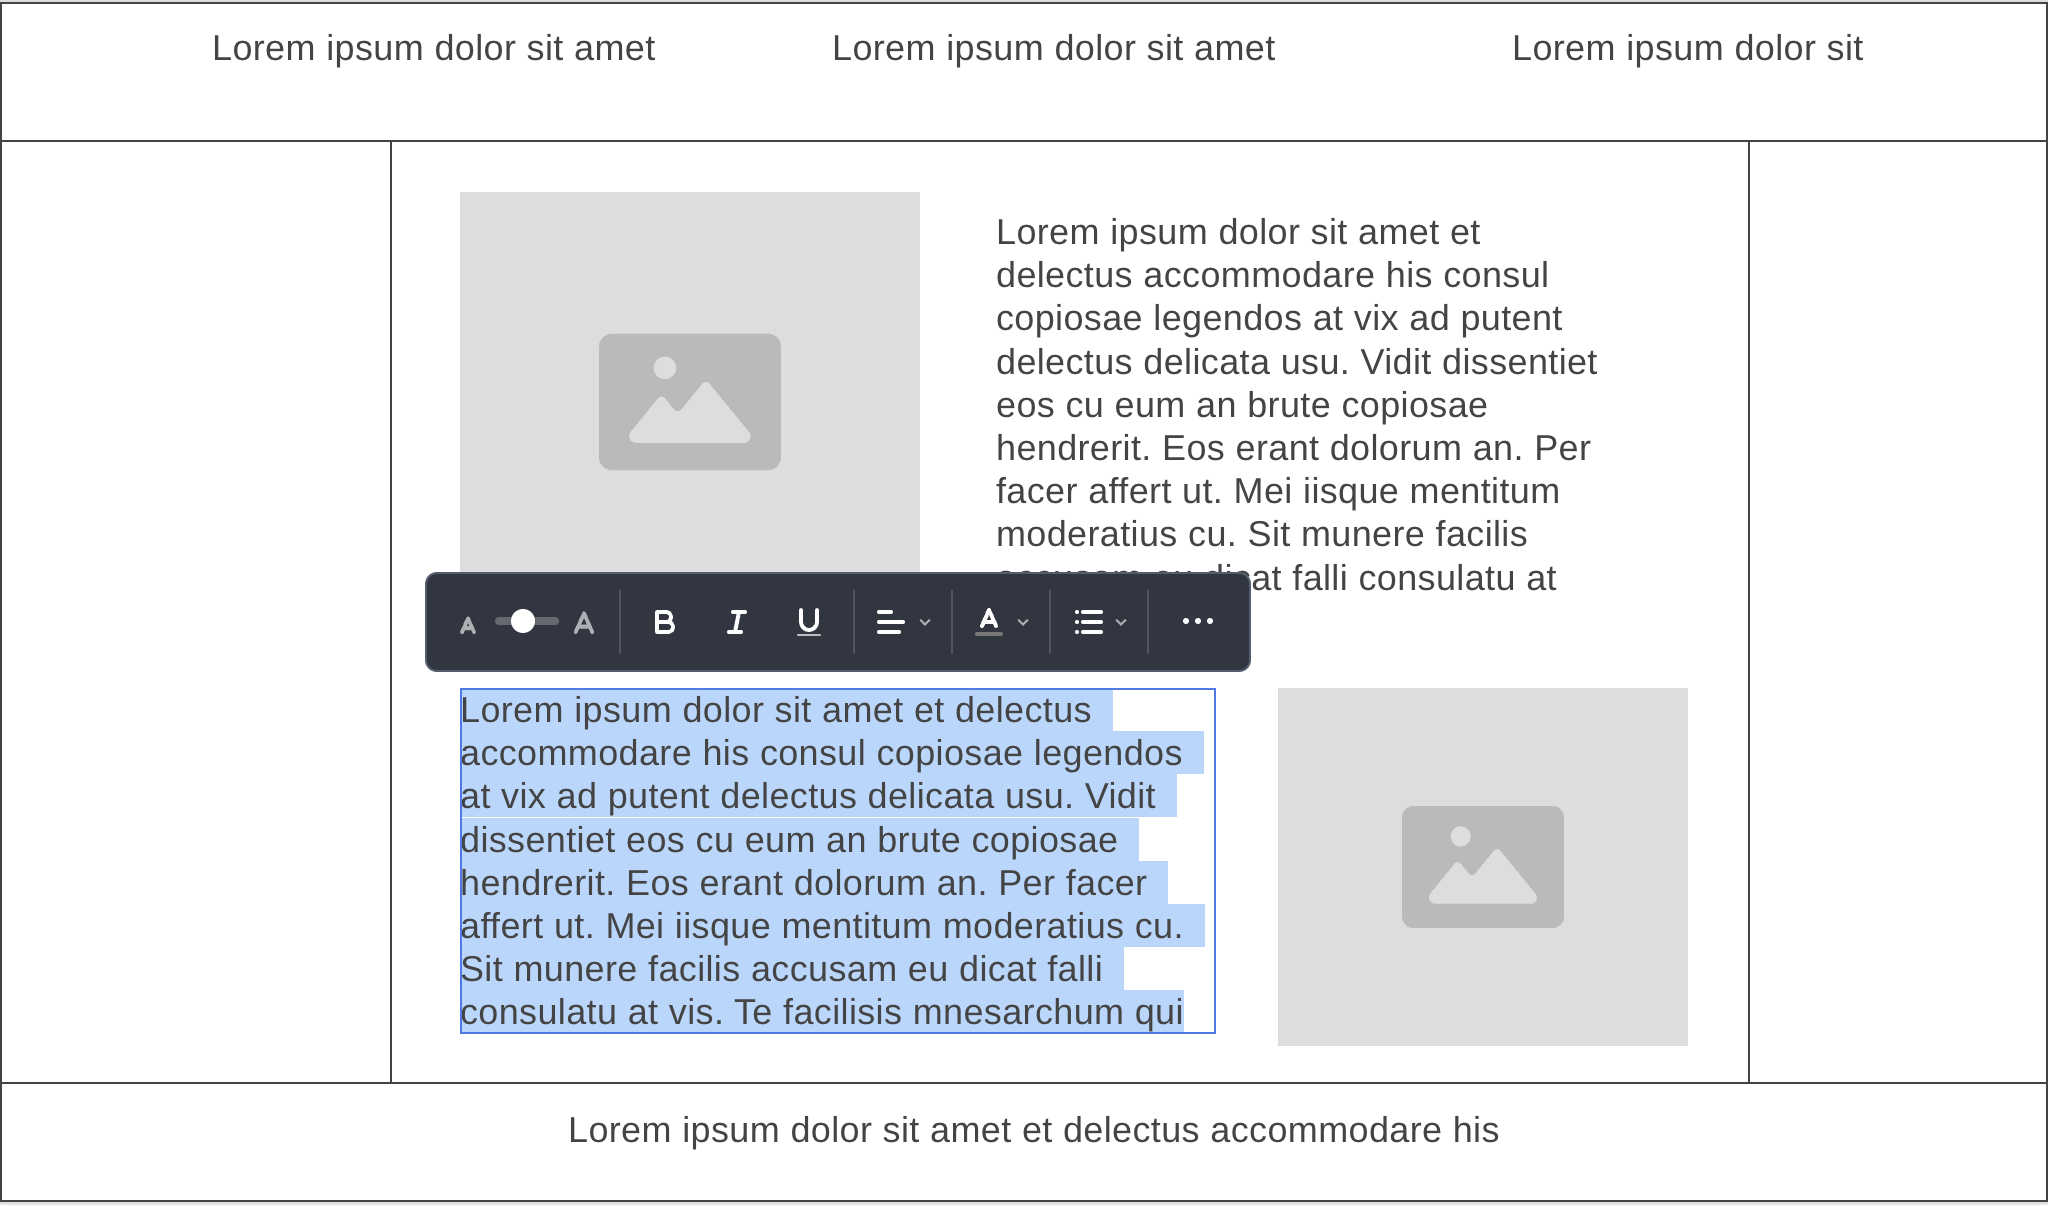 Lorem ipsum dolor sit amet
Lorem ipsum dolor sit amet
Lorem ipsum dolor sit
Lorem ipsum dolor sit amet et
delectus accommodare his consul
copiosae legendos at vix ad putent
delectus delicata usu. Vidit dissentiet
eos cu eum an brute copiosae
hendrerit. Eos erant dolorum an. Per
facer affert ut. Mei iisque mentitum
moderatius cu. Sit munere facilis
accusam eu dicat falli consulatu at
A A B I U A
Lorem ipsum dolor sit amet et delectus
accommodare his consul copiosae legendos
at vix ad putent delectus delicata usu. Vidit
dissentiet eos cu eum an brute copiosae
hendrerit. Eos erant dolorum an. Per facer
affert ut. Mei iisque mentitum moderatius cu.
Sit munere facilis accusam eu dicat falli
consulatu at vis. Te facilisis mnesarchum qui
Lorem ipsum dolor sit amet et delectus accommodare his